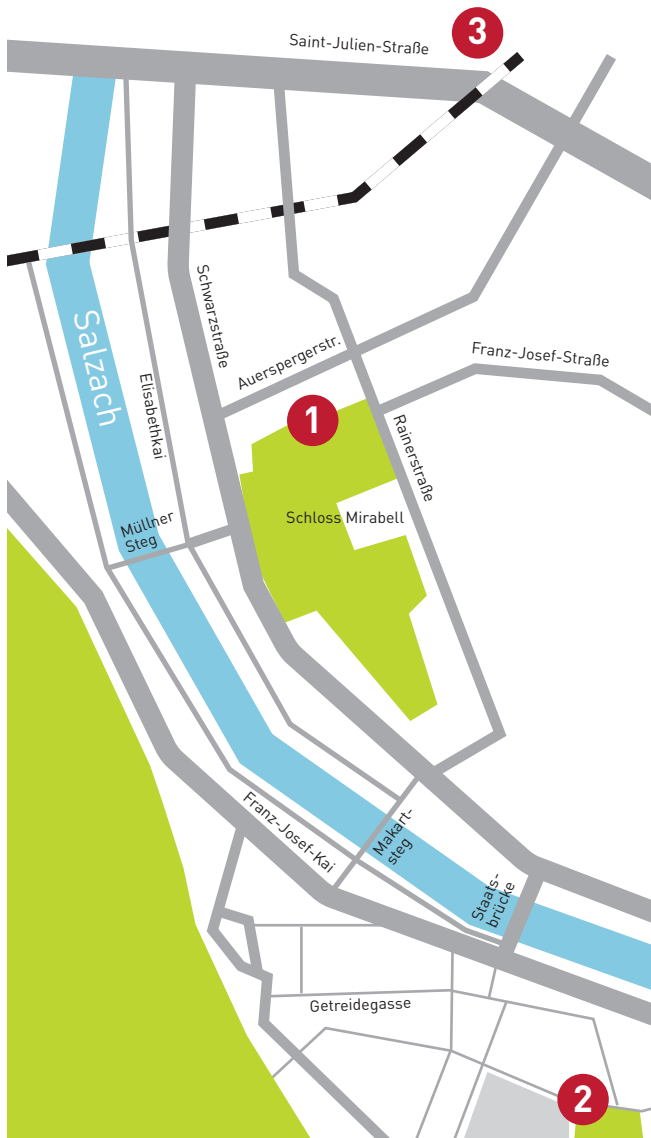 Saint-Julien-Straße
3
Schwarzstraße
Salzach
Elisabethkai
Auerspergerstr.
Franz-Josef-Straße
1
Rainerstraße
Schloss Mirabell
Müllner
Steg
Franz-Josef-Kai
Makart-
steg
Staats-
brücke
Getreidegasse
2